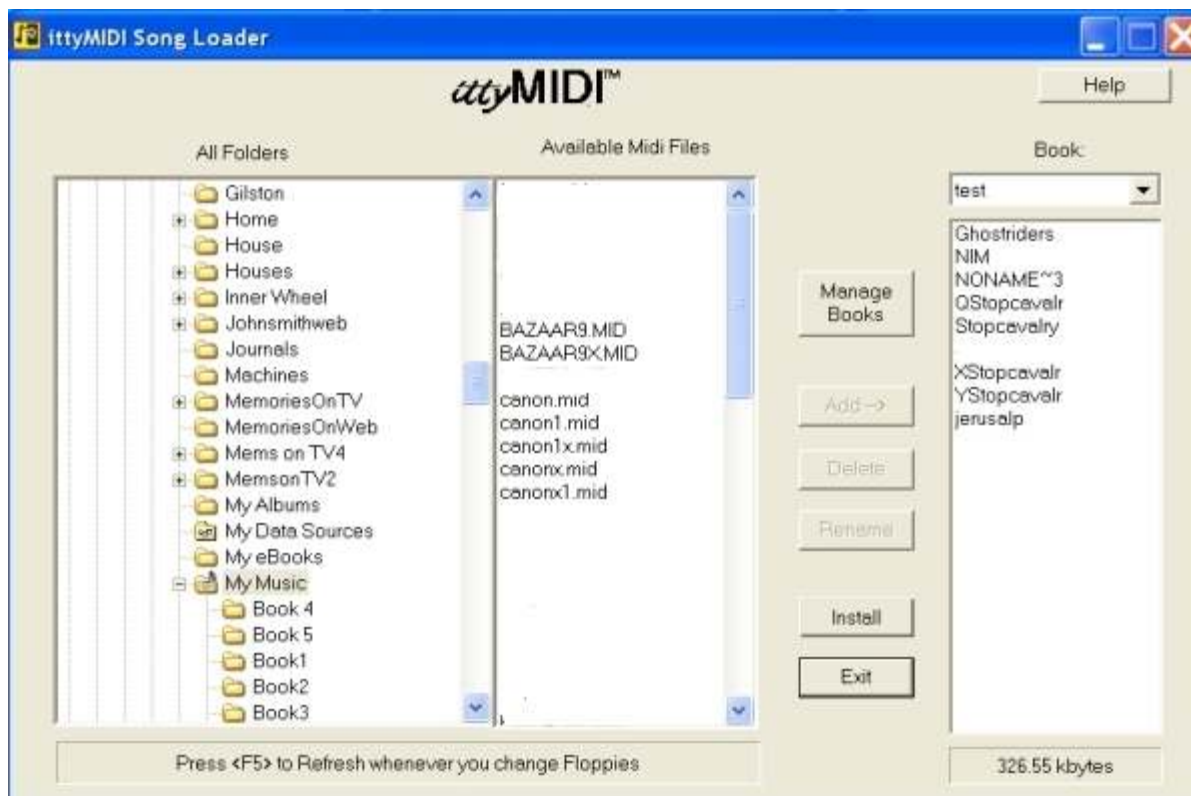 ittyMIDI Song Loader
ittyMIDI™
Help
All Folders
Available Midi Files
Book:
Gilston
Home
House
Houses
Inner Wheel
Johnsmithweb
Journals
Machines
MemoriesOnTV
MemoriesOnWeb
Mems on TV4
MemsonTV2
My Albums
My Data Sources
My eBooks
My Music
Book 4
Book 5
Book1
Book2
Book3
BAZAAR9.MID
BAZAAR9X.MID
canon.mid
canon1.mid
canon1x.mid
canonx.mid
canonx1.mid
Manage
Books
Add -->
Delete
Rename
Install
Exit
test
Ghostriders
NIM
NONAME~3
QStopcavalr
Stopcavalry
XStopcavalr
YStopcavalr
jerusalp
Press <F5> to Refresh whenever you change Floppies
326.55 kbytes